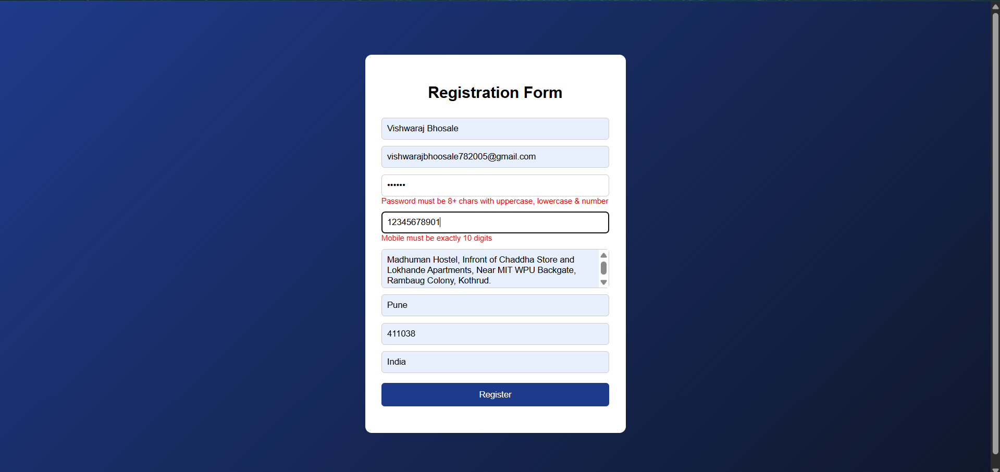 Registration Form
Vishwaraj Bhosale
vishwarajbhoosale782005@gmail.com
••••••
Password must be 8+ chars with uppercase, lowercase & number
12345678901
Mobile must be exactly 10 digits
Madhuman Hostel, Infront of Chaddha Store and
Lokhande Apartments, Near MIT WPU Backgate,
Rambaug Colony, Kothrud.
Pune
411038
India
Register